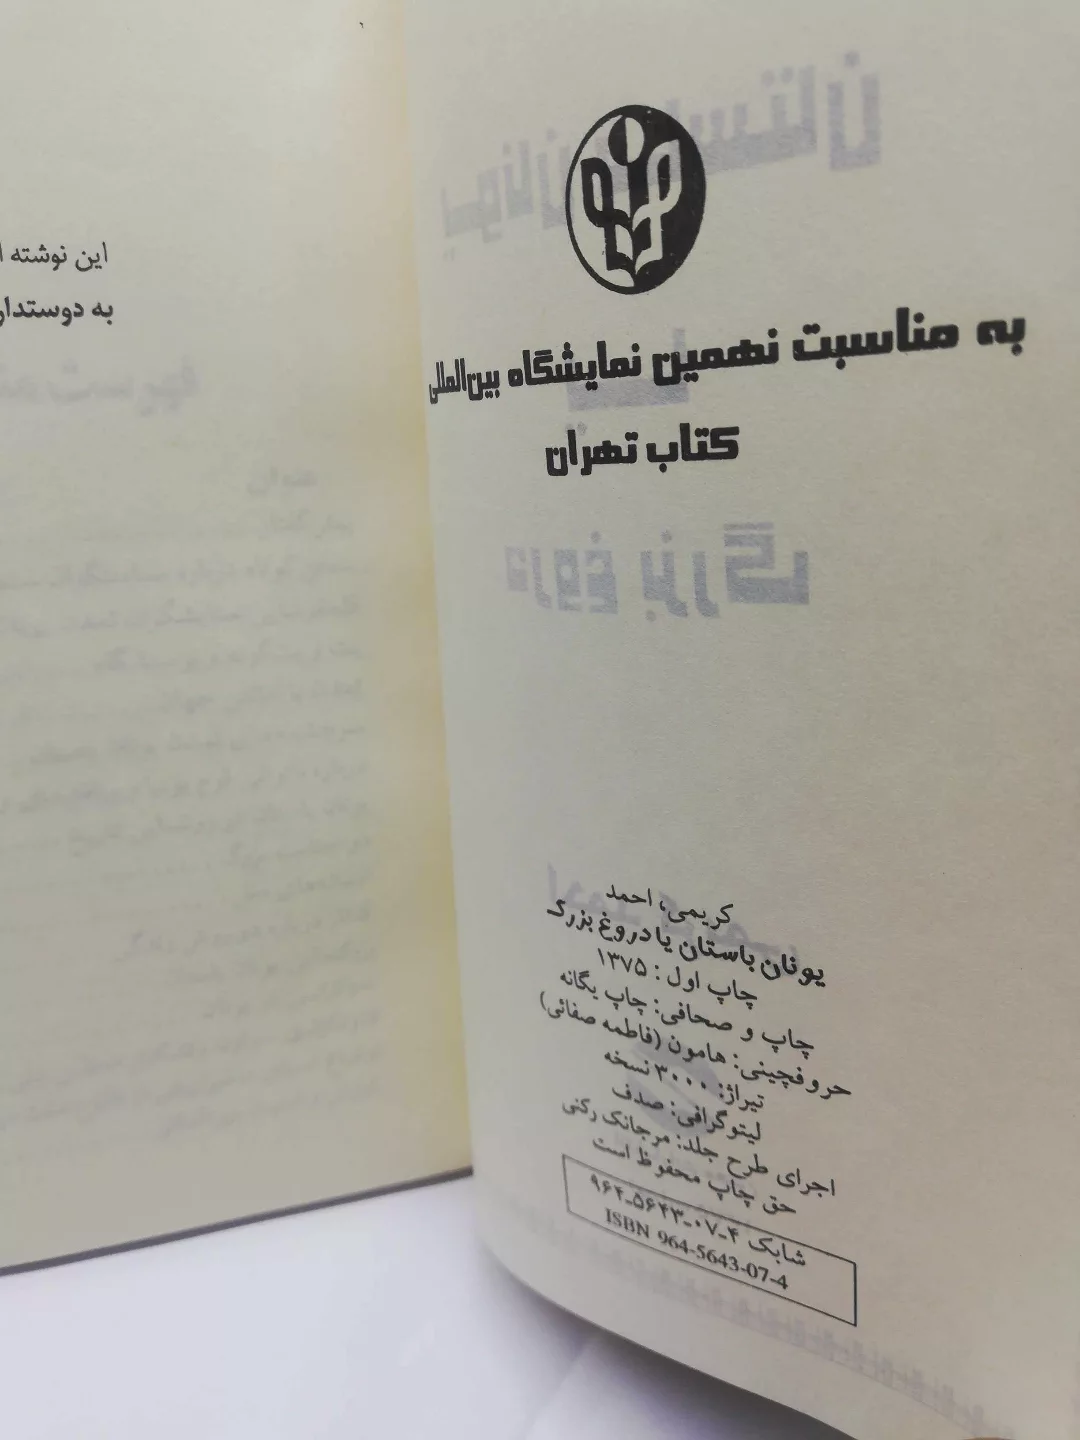 به مناسبت نهمین نمایشگاه بین‌المللی
کتاب تهران
کریمی، احمد
یونان باستان یا دروغ بزرگ
چاپ اول : ۱۳۷۵
چاپ و صحافی: چاپ یگانه
حروفچینی: هامون (فاطمه صفائی)
تیراژ: ۳۰۰۰ نسخه
لیتوگرافی: صدف
اجرای طرح جلد: مرجانک رکنی
حق چاپ محفوظ است
شابک ۴-۰۷-۵۶۴۳-۹۶۴
ISBN 964-5643-07-4
این نوشته
به دوستدار